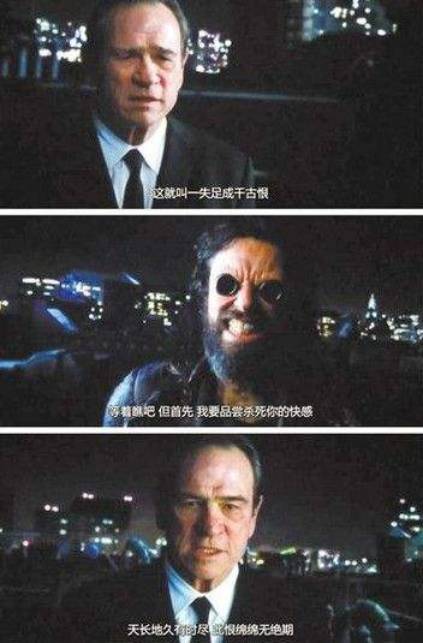 这就叫一失足成千古恨
等着瞧吧 但首先 我要品尝杀死你的快感
天长地久有时尽 此恨绵绵无绝期